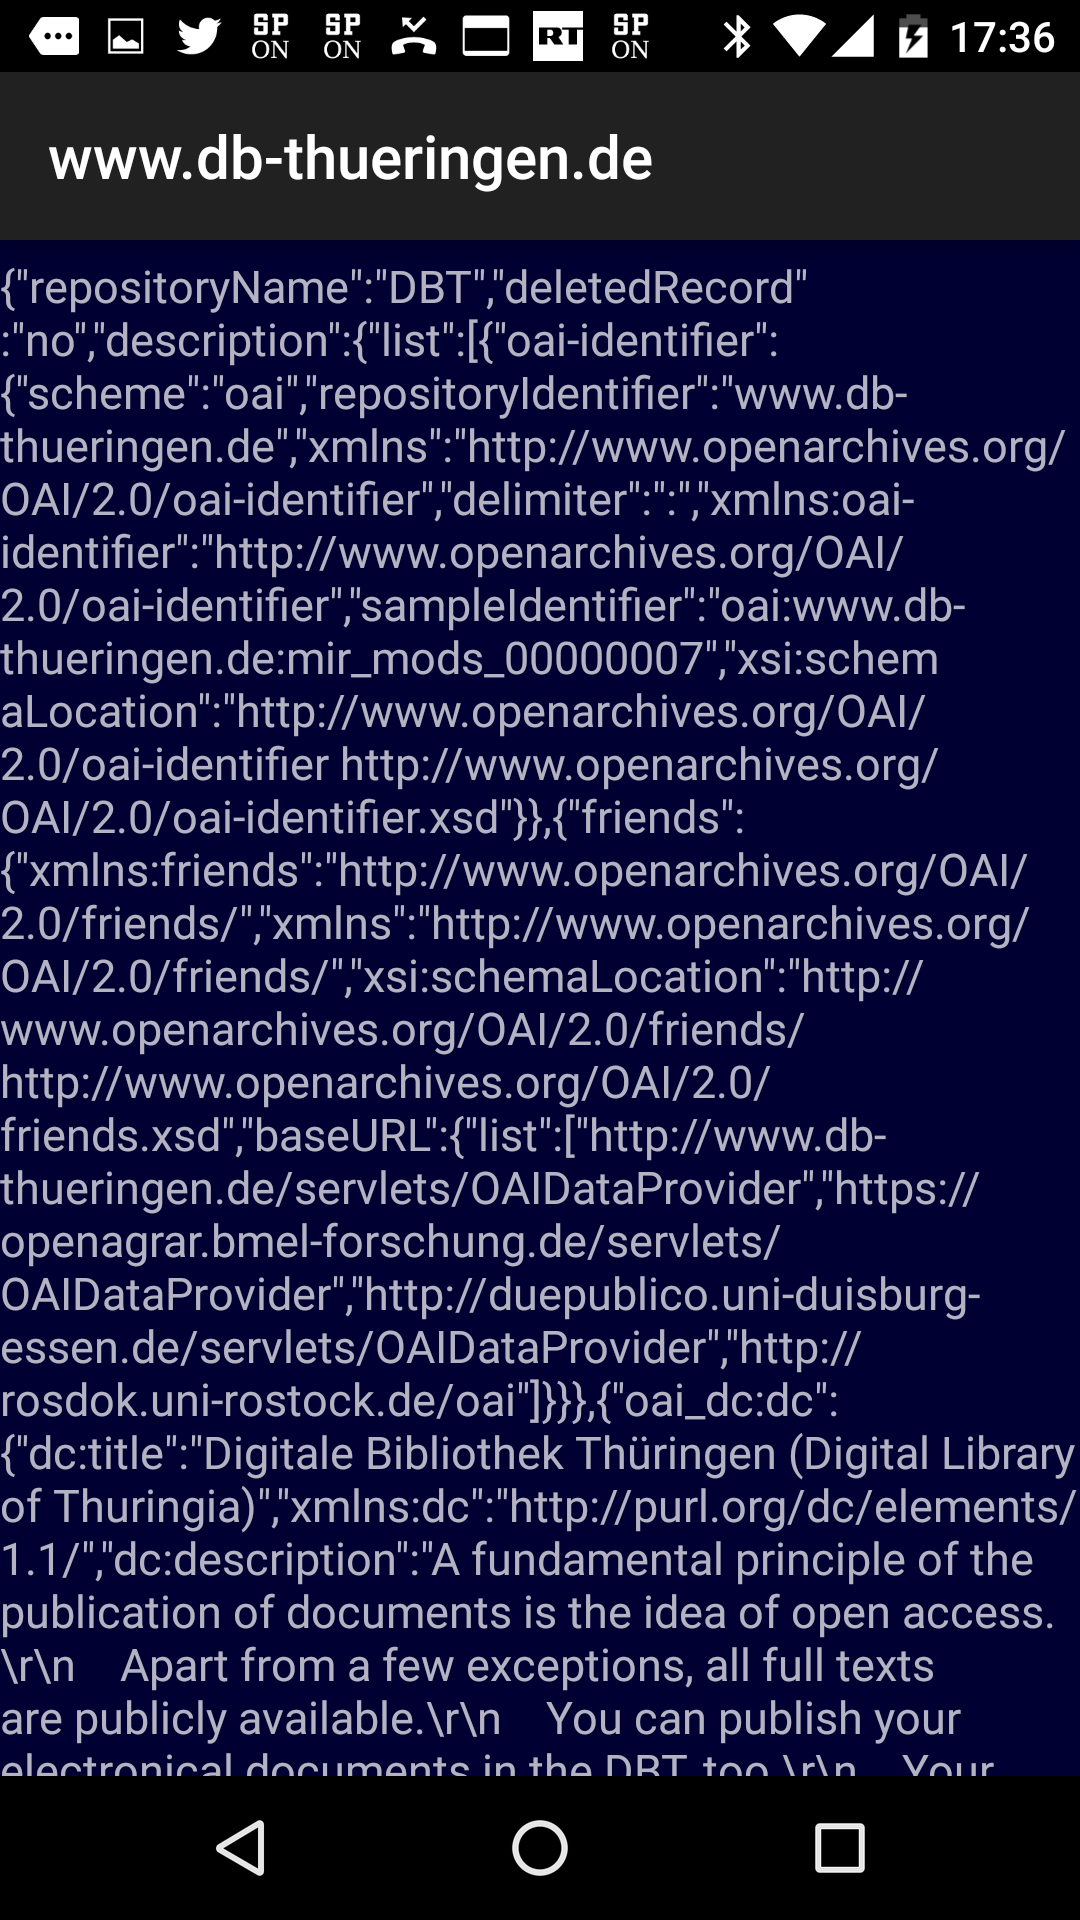 SP
ON
SP
ON
RT
SP
ON
17:36
www.db-thueringen.de
{"repositoryName":"DBT","deletedRecord"
:"no","description":{"list":[{"oai-identifier":
{"scheme":"oai","repositoryIdentifier":"www.db-
thueringen.de","xmlns":"http://www.openarchives.org/
OAI/2.0/oai-identifier","delimiter":":","xmlns:oai-
identifier":"http://www.openarchives.org/OAI/
2.0/oai-identifier","sampleIdentifier":"oai:www.db-
thueringen.de:mir_mods_00000007","xsi:schem
aLocation":"http://www.openarchives.org/OAI/
2.0/oai-identifier http://www.openarchives.org/
OAI/2.0/oai-identifier.xsd"}},{"friends":
{"xmlns:friends":"http://www.openarchives.org/OAI/
2.0/friends/","xmlns":"http://www.openarchives.org/
OAI/2.0/friends/","xsi:schemaLocation":"http://
www.openarchives.org/OAI/2.0/friends/
http://www.openarchives.org/OAI/2.0/
friends.xsd","baseURL":{"list":["http://www.db-
thueringen.de/servlets/OAIDataProvider","https://
openagrar.bmel-forschung.de/servlets/
OAIDataProvider","http://duepublico.uni-duisburg-
essen.de/servlets/OAIDataProvider","http://
rosdok.uni-rostock.de/oai"]}}},{"oai_dc:dc":
{"dc:title":"Digitale Bibliothek Thüringen (Digital Library
of Thuringia)","xmlns:dc":"http://purl.org/dc/elements/
1.1/","dc:description":"A fundamental principle of the
publication of documents is the idea of open access.
\r\n    Apart from a few exceptions, all full texts
are publicly available.\r\n    You can publish your
electronical documents in the DBT, too.\r\n    Your